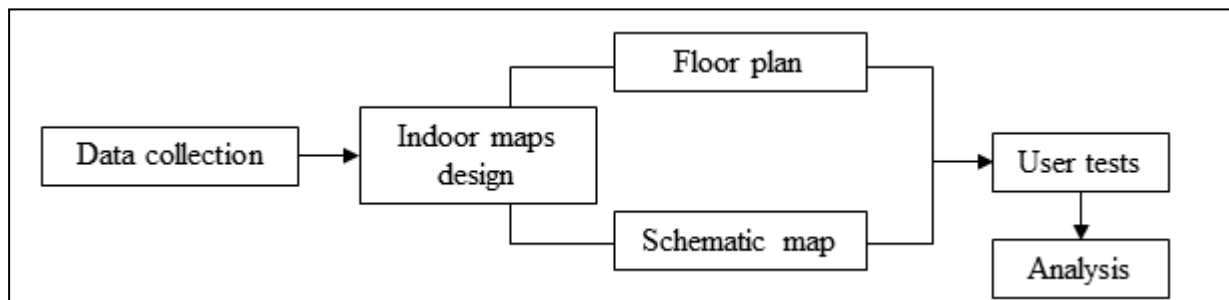 Floor plan
Data collection
Indoor maps
design
User tests
Schematic map
Analysis